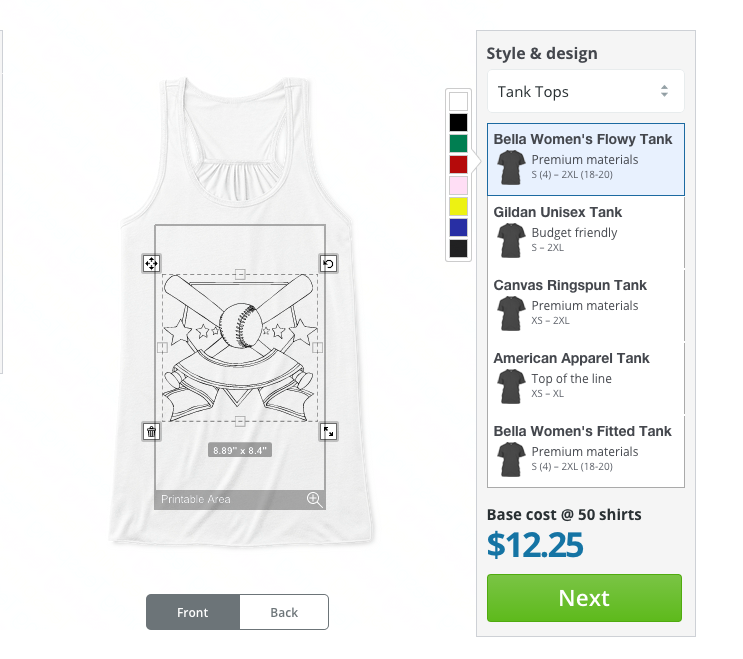 Style & design
Tank Tops
Bella Women's Flowy Tank
Premium materials
S (4) – 2XL (18-20)
Gildan Unisex Tank
Budget friendly
S – 2XL
Canvas Ringspun Tank
Premium materials
XS – 2XL
American Apparel Tank
Top of the line
XS – XL
Bella Women's Fitted Tank
Premium materials
S (4) – 2XL (18-20)
Base cost @ 50 shirts
$12.25
Next
8.89" x 8.4"
Printable Area
Front
Back